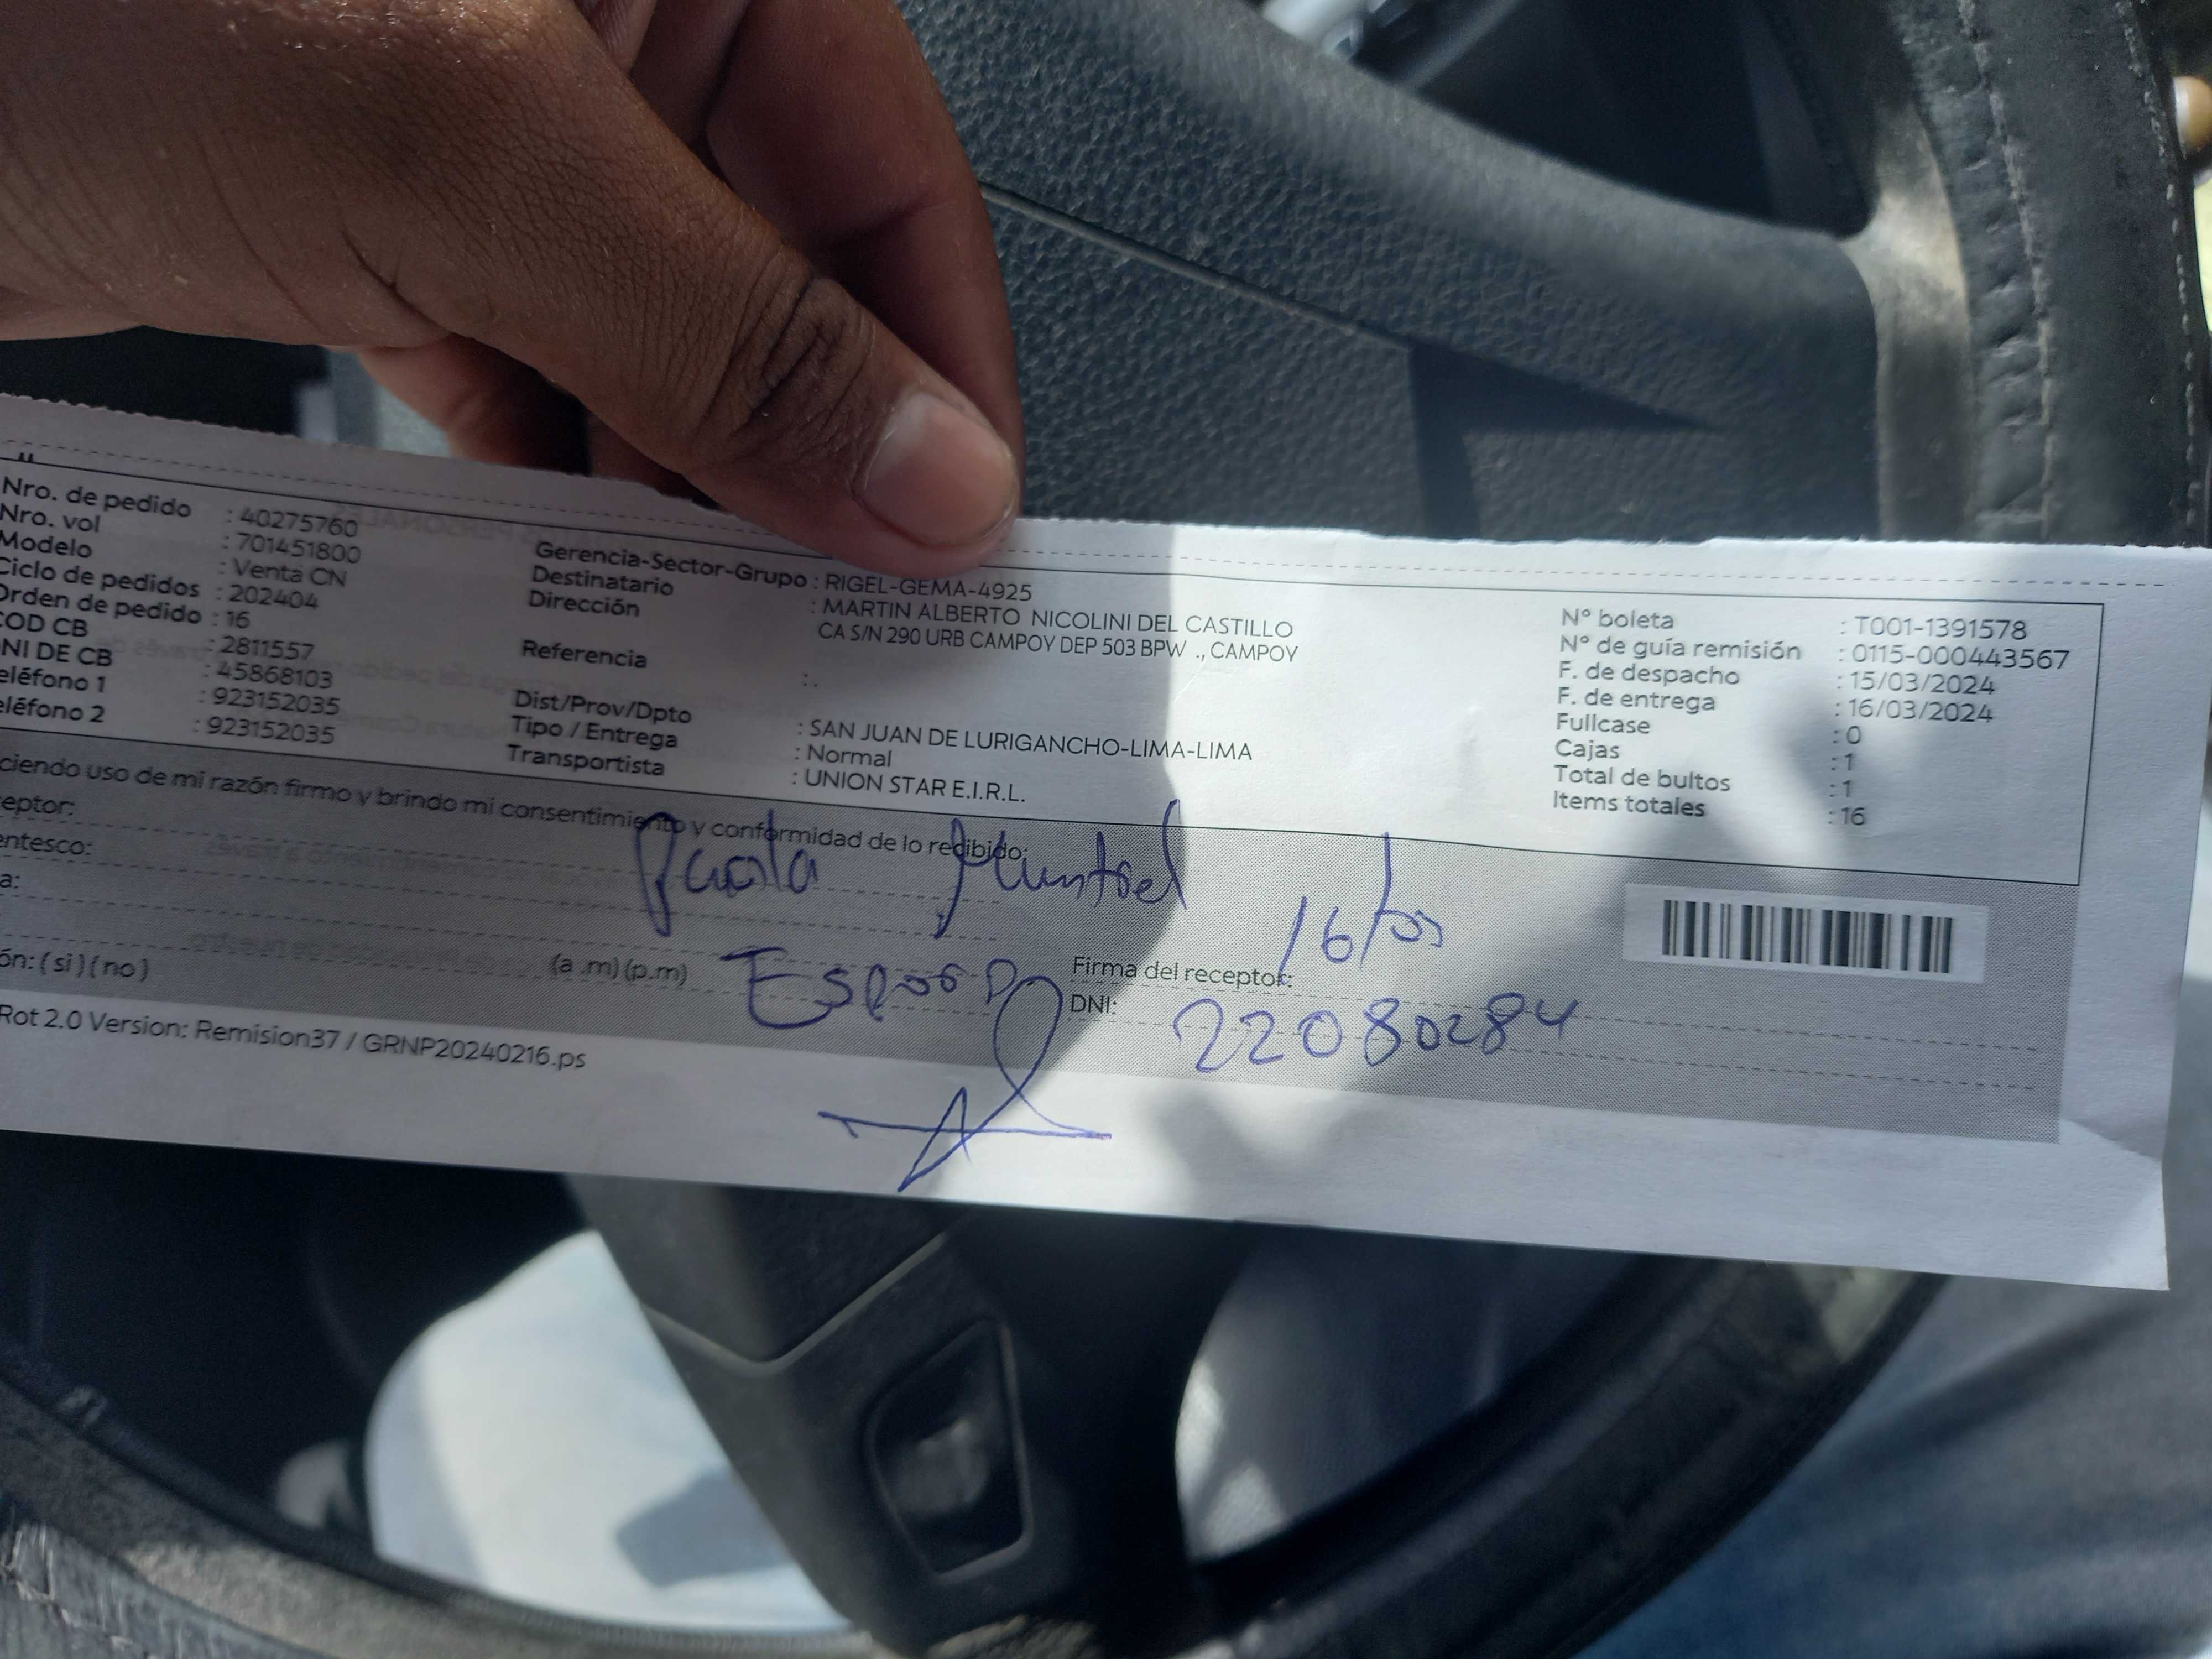 Nro. de pedido : 40275760
Nro. vol : 701451800
Modelo : Venta CN
Ciclo de pedidos : 202404
Orden de pedido : 16
COD CB : 2811557
NI DE CB : 45868103
eléfono 1 : 923152035
eléfono 2 : 923152035
Gerencia-Sector-Grupo : RIGEL-GEMA-4925
Destinatario : MARTIN ALBERTO NICOLINI DEL CASTILLO
Dirección : CA S/N 290 URB CAMPOY DEP 503 BPW ., CAMPOY
Referencia : .
Dist/Prov/Dpto : SAN JUAN DE LURIGANCHO-LIMA-LIMA
Tipo / Entrega : Normal
Transportista : UNION STAR E.I.R.L.
N° boleta : T001-1391578
N° de guía remisión : 0115-000443567
F. de despacho : 15/03/2024
F. de entrega : 16/03/2024
Fullcase : 0
Cajas : 1
Total de bultos : 1
Items totales : 16
ciendo uso de mi razón firmo y brindo mi consentimiento y conformidad de lo recibido:
eptor: Paola
entesco:
a:
ón: ( si ) ( no ) (a .m) (p.m)
Firma del receptor:
DNI: 22080284
Rot 2.0 Version: Remision37 / GRNP20240216.ps